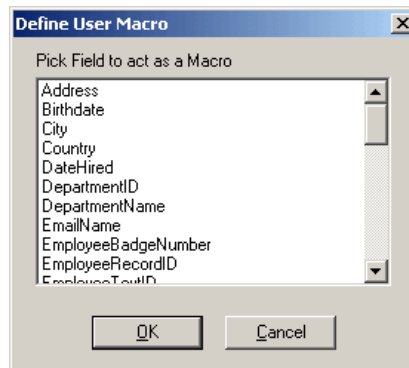 Define User Macro
Pick Field to act as a Macro
Address
Birthdate
City
Country
DateHired
DepartmentID
DepartmentName
EmailName
EmployeeBadgeNumber
EmployeeRecordID
EmployeeTextID
OK
Cancel